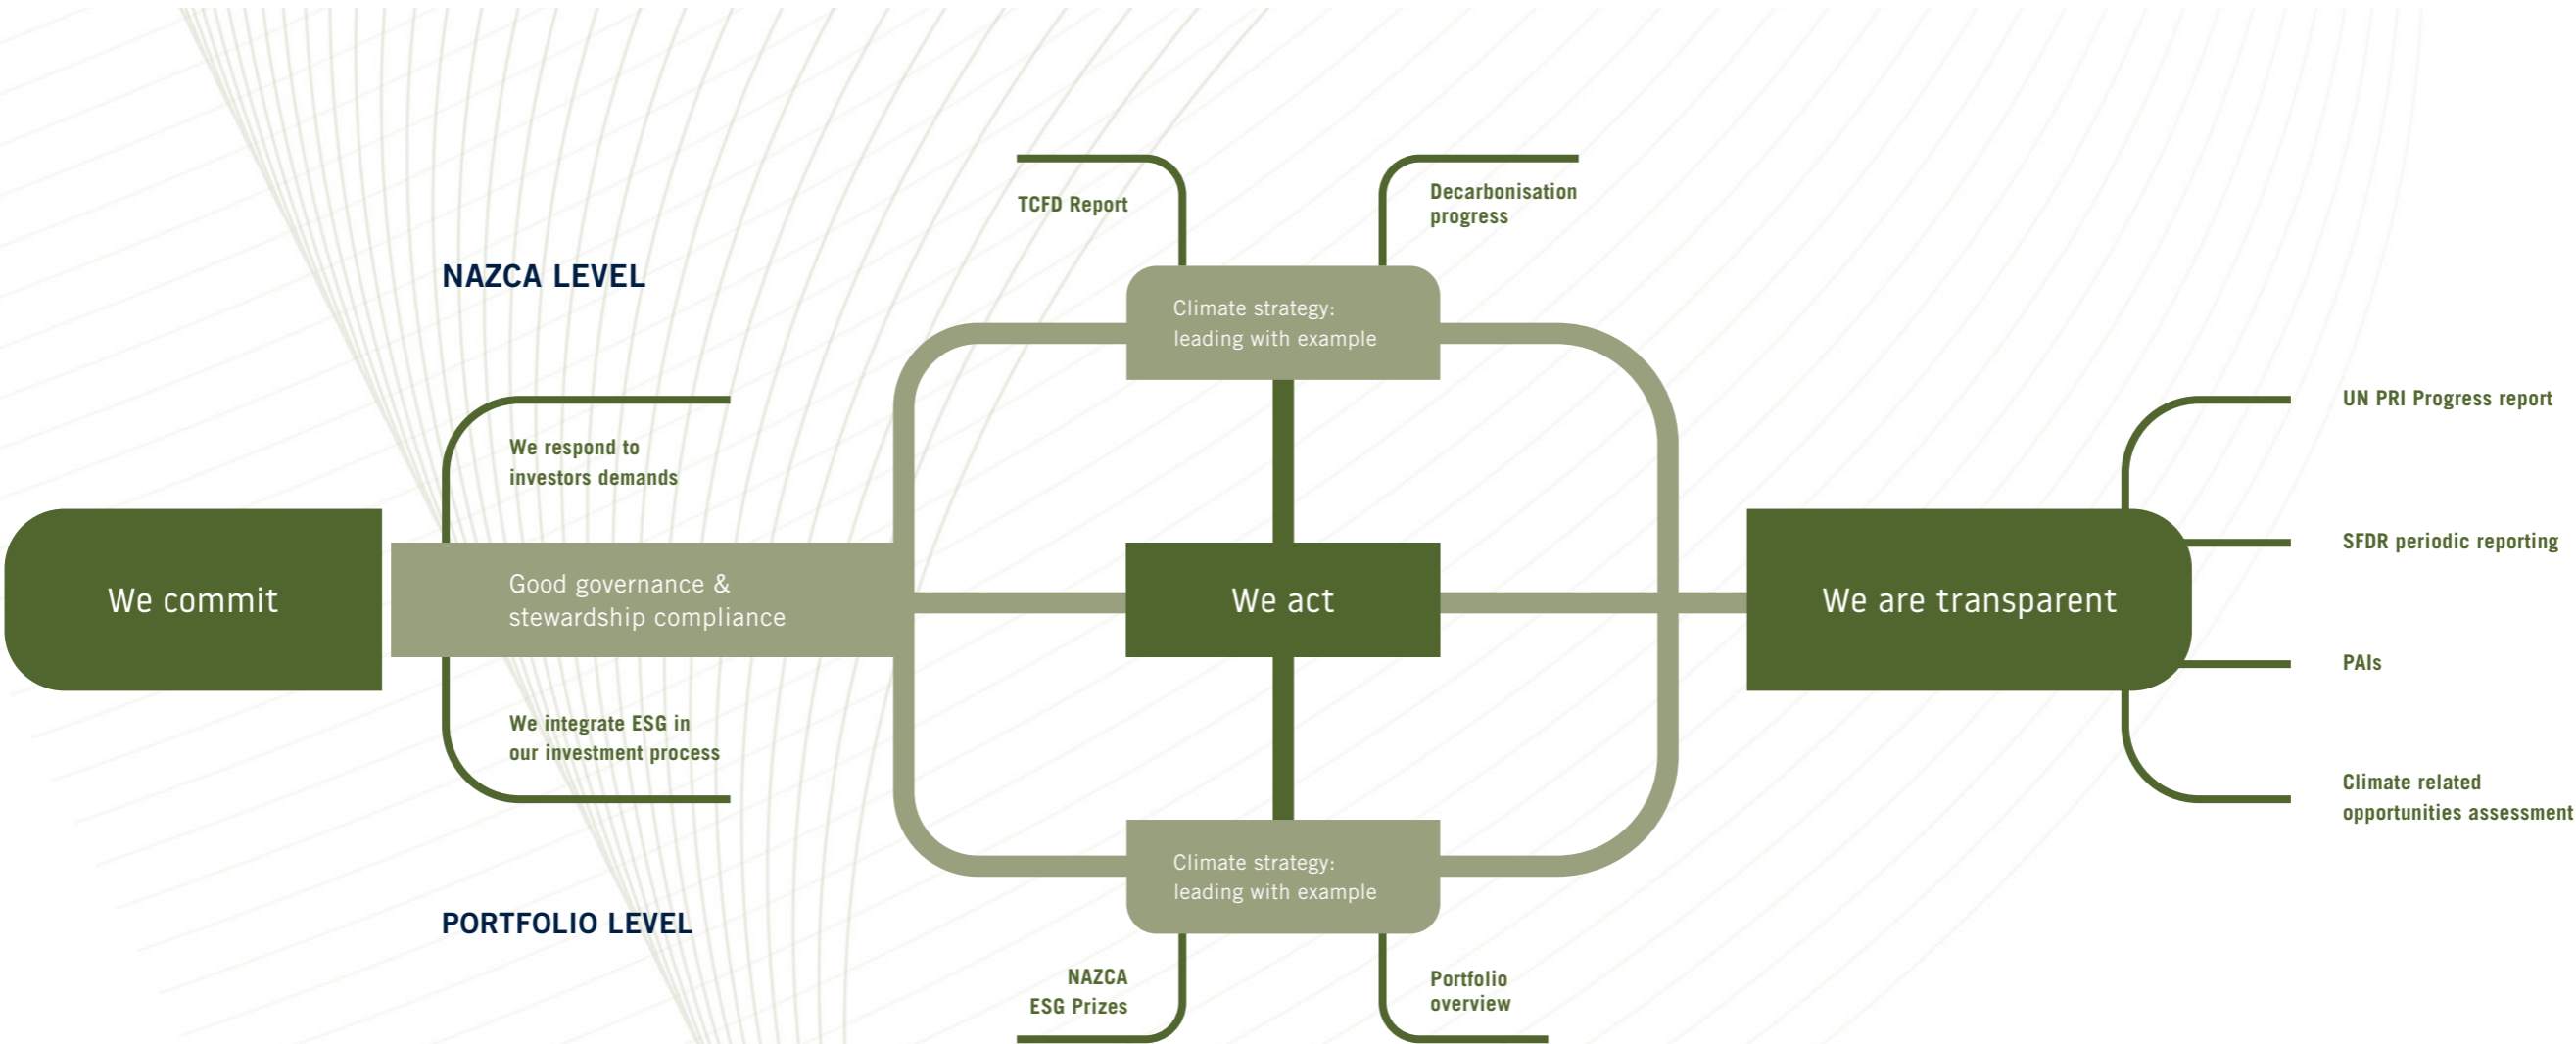 TCFD Report
Decarbonisation
progress
NAZCA LEVEL
Climate strategy:
leading with example
We respond to
investors demands
UN PRI Progress report
SFDR periodic reporting
We commit
Good governance &
stewardship compliance
We act
We are transparent
PAIs
We integrate ESG in
our investment process
Climate related
opportunities assessment
Climate strategy:
leading with example
PORTFOLIO LEVEL
NAZCA
ESG Prizes
Portfolio
overview